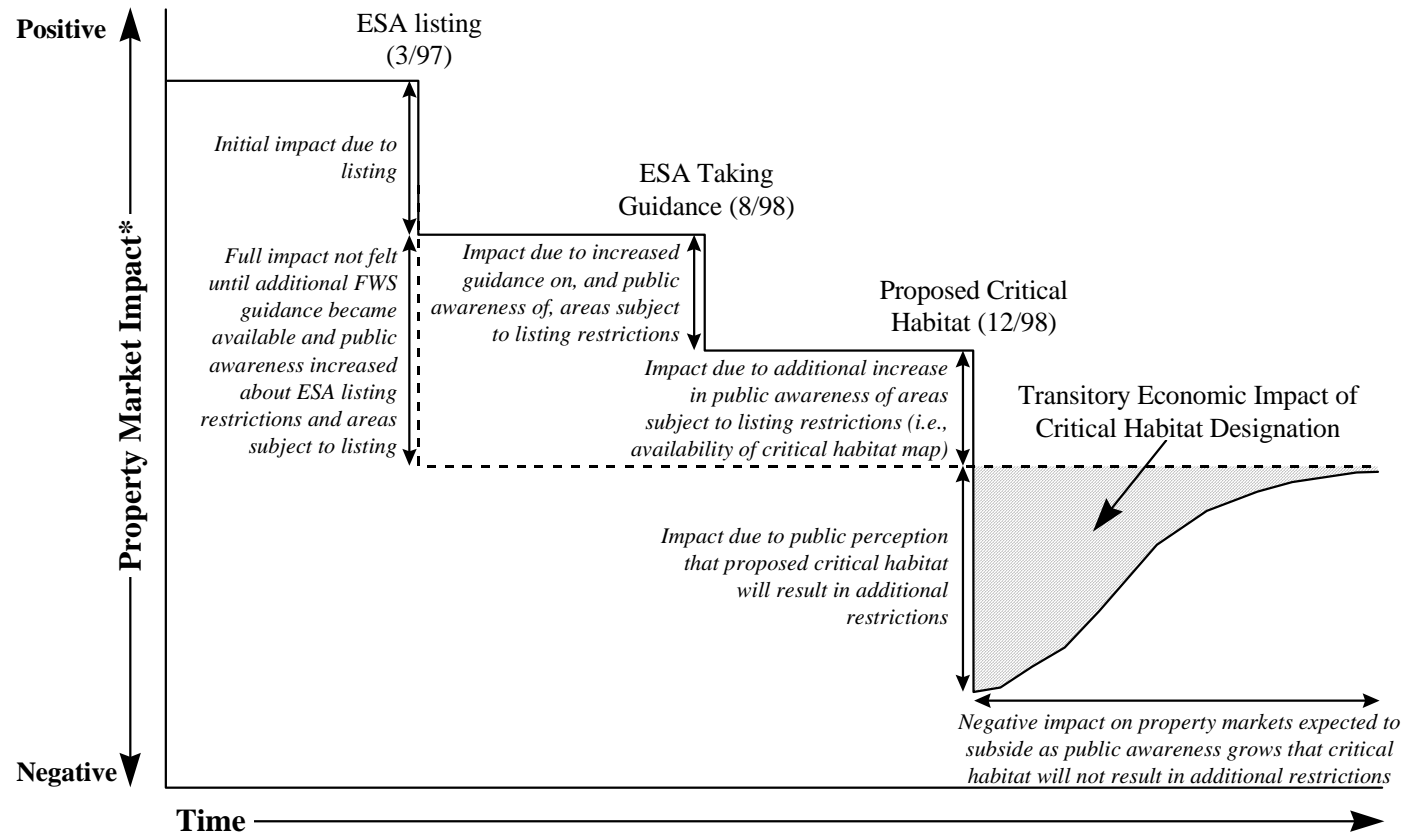 Positive
ESA listing
(3/97)
Initial impact due to
listing
ESA Taking
Guidance (8/98)
Property Market Impact*
Full impact not felt
until additional FWS
guidance became
available and public
awareness increased
about ESA listing
restrictions and areas
subject to listing
Impact due to increased
guidance on, and public
awareness of, areas subject
to listing restrictions
Proposed Critical
Habitat (12/98)
Impact due to additional increase
in public awareness of areas
subject to listing restrictions (i.e.,
availability of critical habitat map)
Transitory Economic Impact of
Critical Habitat Designation
Impact due to public perception
that proposed critical habitat
will result in additional
restrictions
Negative impact on property markets expected to
subside as public awareness grows that critical
habitat will not result in additional restrictions
Negative
Time